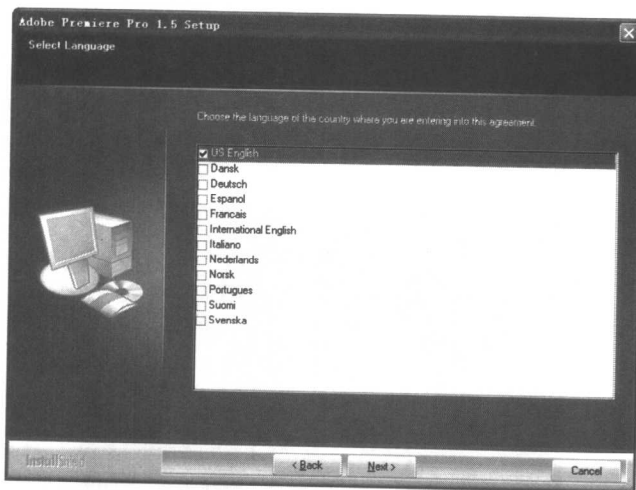 Adobe Premiere Pro 1.5 Setup
Select Language
Choose the language of the country where you are entering into this agreement.
US English
Dansk
Deutsch
Espanol
Francais
International English
Italiano
Nederlands
Norsk
Portugues
Suomi
Svenska
InstallShield
< Back
Next >
Cancel